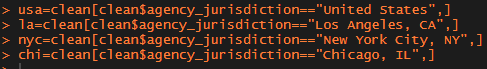 > usa=clean[clean$agency_jurisdiction=="United States",]
> la=clean[clean$agency_jurisdiction=="Los Angeles, CA",]
> nyc=clean[clean$agency_jurisdiction=="New York City, NY",]
> chi=clean[clean$agency_jurisdiction=="Chicago, IL",]
>